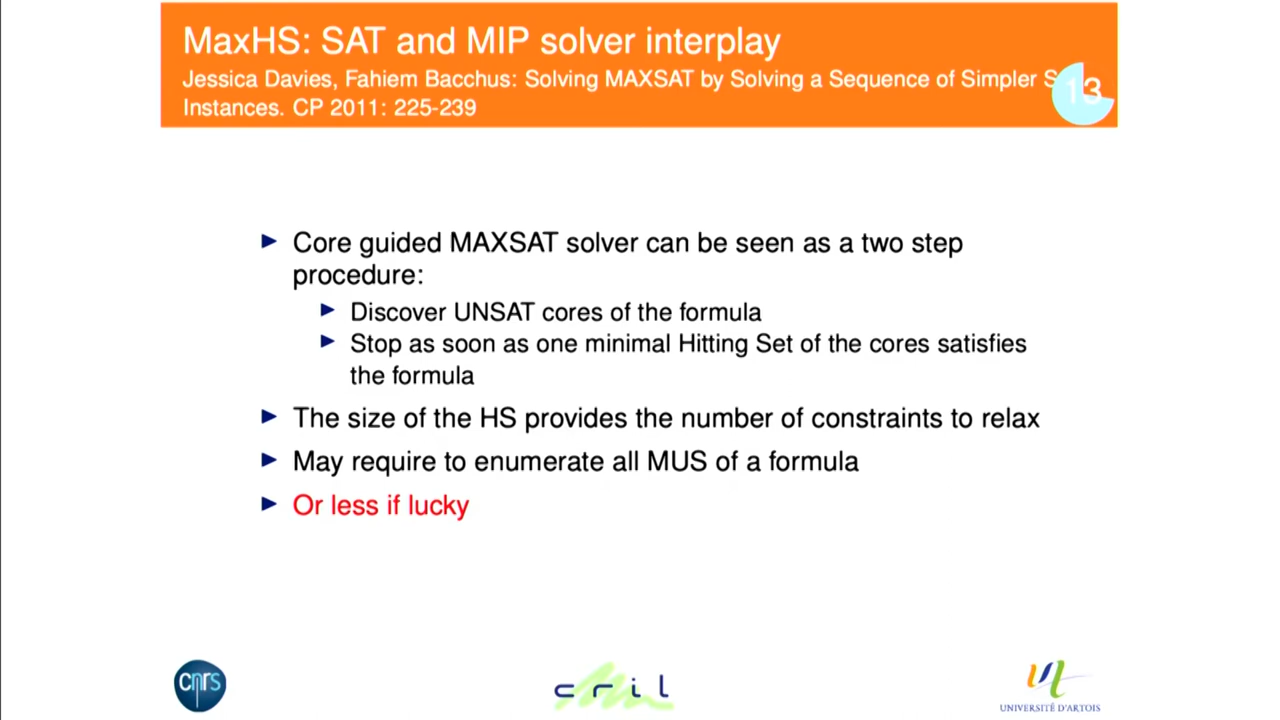 MaxHS: SAT and MIP solver interplay
Jessica Davies, Fahiem Bacchus: Solving MAXSAT by Solving a Sequence of Simpler
Instances. CP 2011: 225-239
13
Core guided MAXSAT solver can be seen as a two step
procedure:
Discover UNSAT cores of the formula
Stop as soon as one minimal Hitting Set of the cores satisfies
the formula
The size of the HS provides the number of constraints to relax
May require to enumerate all MUS of a formula
Or less if lucky
cnrs
cril
UNIVERSITÉ D'ARTOIS